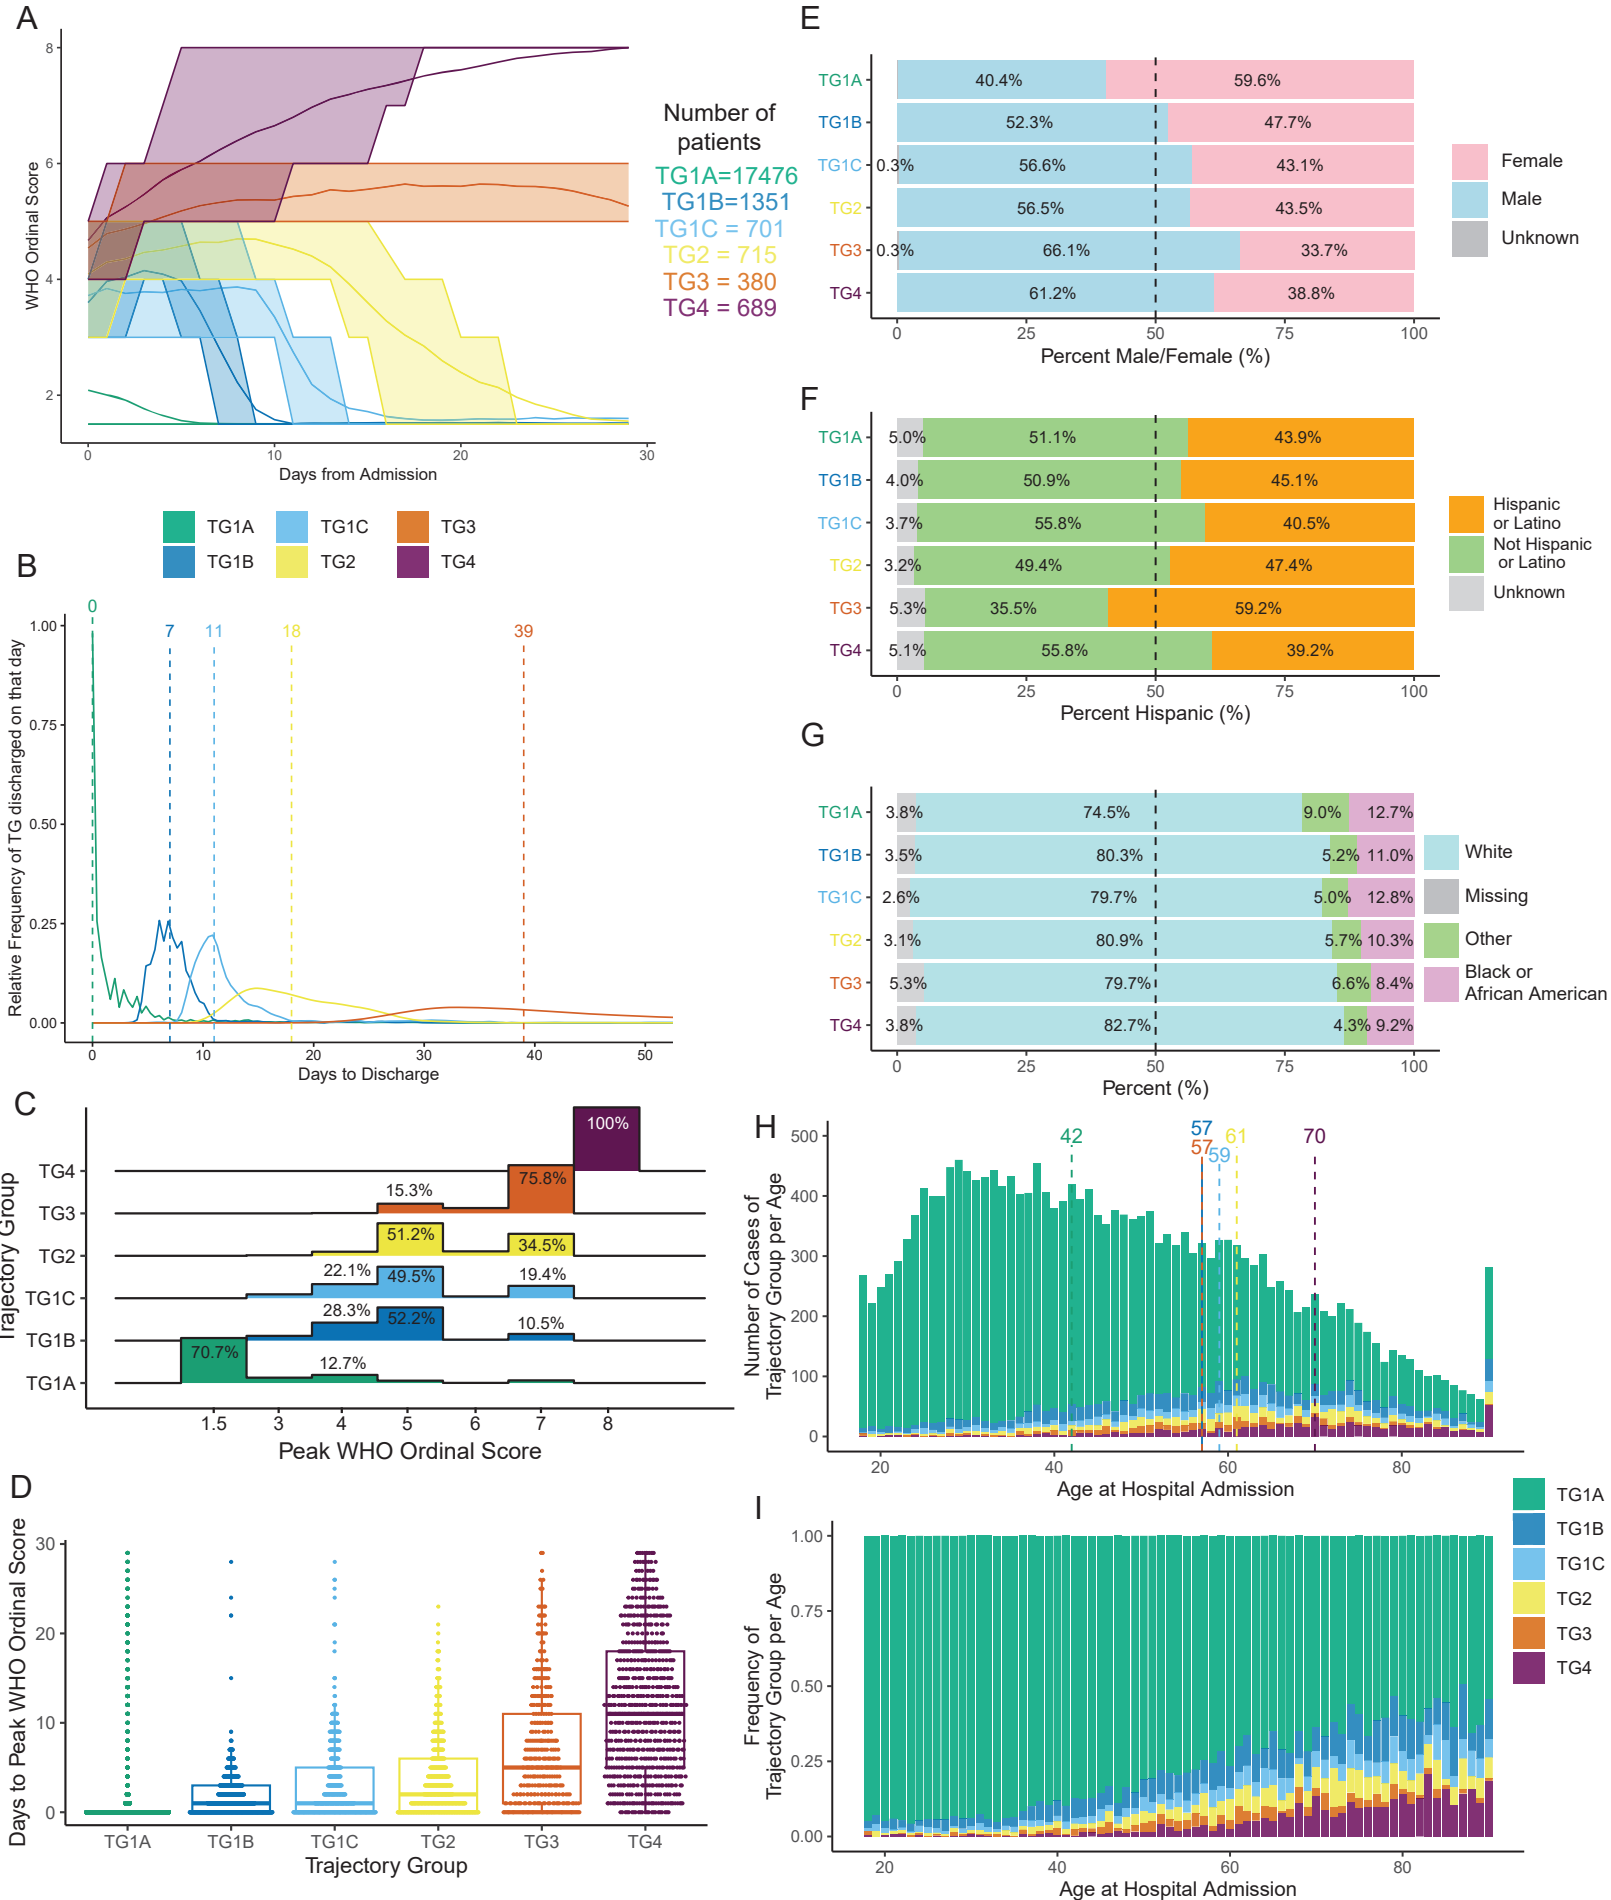 A
WHO Ordinal Score
8
6
4
2
0
10
20
30
Days from Admission
Number of
patients
TG1A=17476
TG1B=1351
TG1C = 701
TG2 = 715
TG3 = 380
TG4 = 689
TG1A
TG1C
TG3
TG1B
TG2
TG4
B
Relative Frequency of TG discharged on that day
0
7
11
18
39
1.00
0.75
0.50
0.25
0.00
0
10
20
30
40
50
Days to Discharge
C
Trajectory Group
TG4
100%
TG3
15.3%
75.8%
TG2
51.2%
34.5%
TG1C
22.1%
49.5%
19.4%
TG1B
28.3%
52.2%
10.5%
TG1A
70.7%
12.7%
1.5
3
4
5
6
7
8
Peak WHO Ordinal Score
D
Days to Peak WHO Ordinal Score
30
20
10
0
TG1A
TG1B
TG1C
TG2
TG3
TG4
Trajectory Group
E
TG1A
40.4%
59.6%
TG1B
52.3%
47.7%
TG1C
0.3%
56.6%
43.1%
TG2
56.5%
43.5%
TG3
0.3%
66.1%
33.7%
TG4
61.2%
38.8%
0
25
50
75
100
Percent Male/Female (%)
Female
Male
Unknown
F
TG1A
5.0%
51.1%
43.9%
TG1B
4.0%
50.9%
45.1%
TG1C
3.7%
55.8%
40.5%
TG2
3.2%
49.4%
47.4%
TG3
5.3%
35.5%
59.2%
TG4
5.1%
55.8%
39.2%
0
25
50
75
100
Percent Hispanic (%)
Hispanic
or Latino
Not Hispanic
or Latino
Unknown
G
TG1A
3.8%
74.5%
9.0%
12.7%
TG1B
3.5%
80.3%
5.2%
11.0%
TG1C
2.6%
79.7%
5.0%
12.8%
TG2
3.1%
80.9%
5.7%
10.3%
TG3
5.3%
79.7%
6.6%
8.4%
TG4
3.8%
82.7%
4.3%
9.2%
0
25
50
75
100
Percent (%)
White
Missing
Other
Black or
African American
H
Number of Cases of
Trajectory Group per Age
42
57
57
59
61
70
500
400
300
200
100
0
20
40
60
80
Age at Hospital Admission
I
Frequency of
Trajectory Group per Age
1.00
0.75
0.50
0.25
0.00
20
40
60
80
Age at Hospital Admission
TG1A
TG1B
TG1C
TG2
TG3
TG4